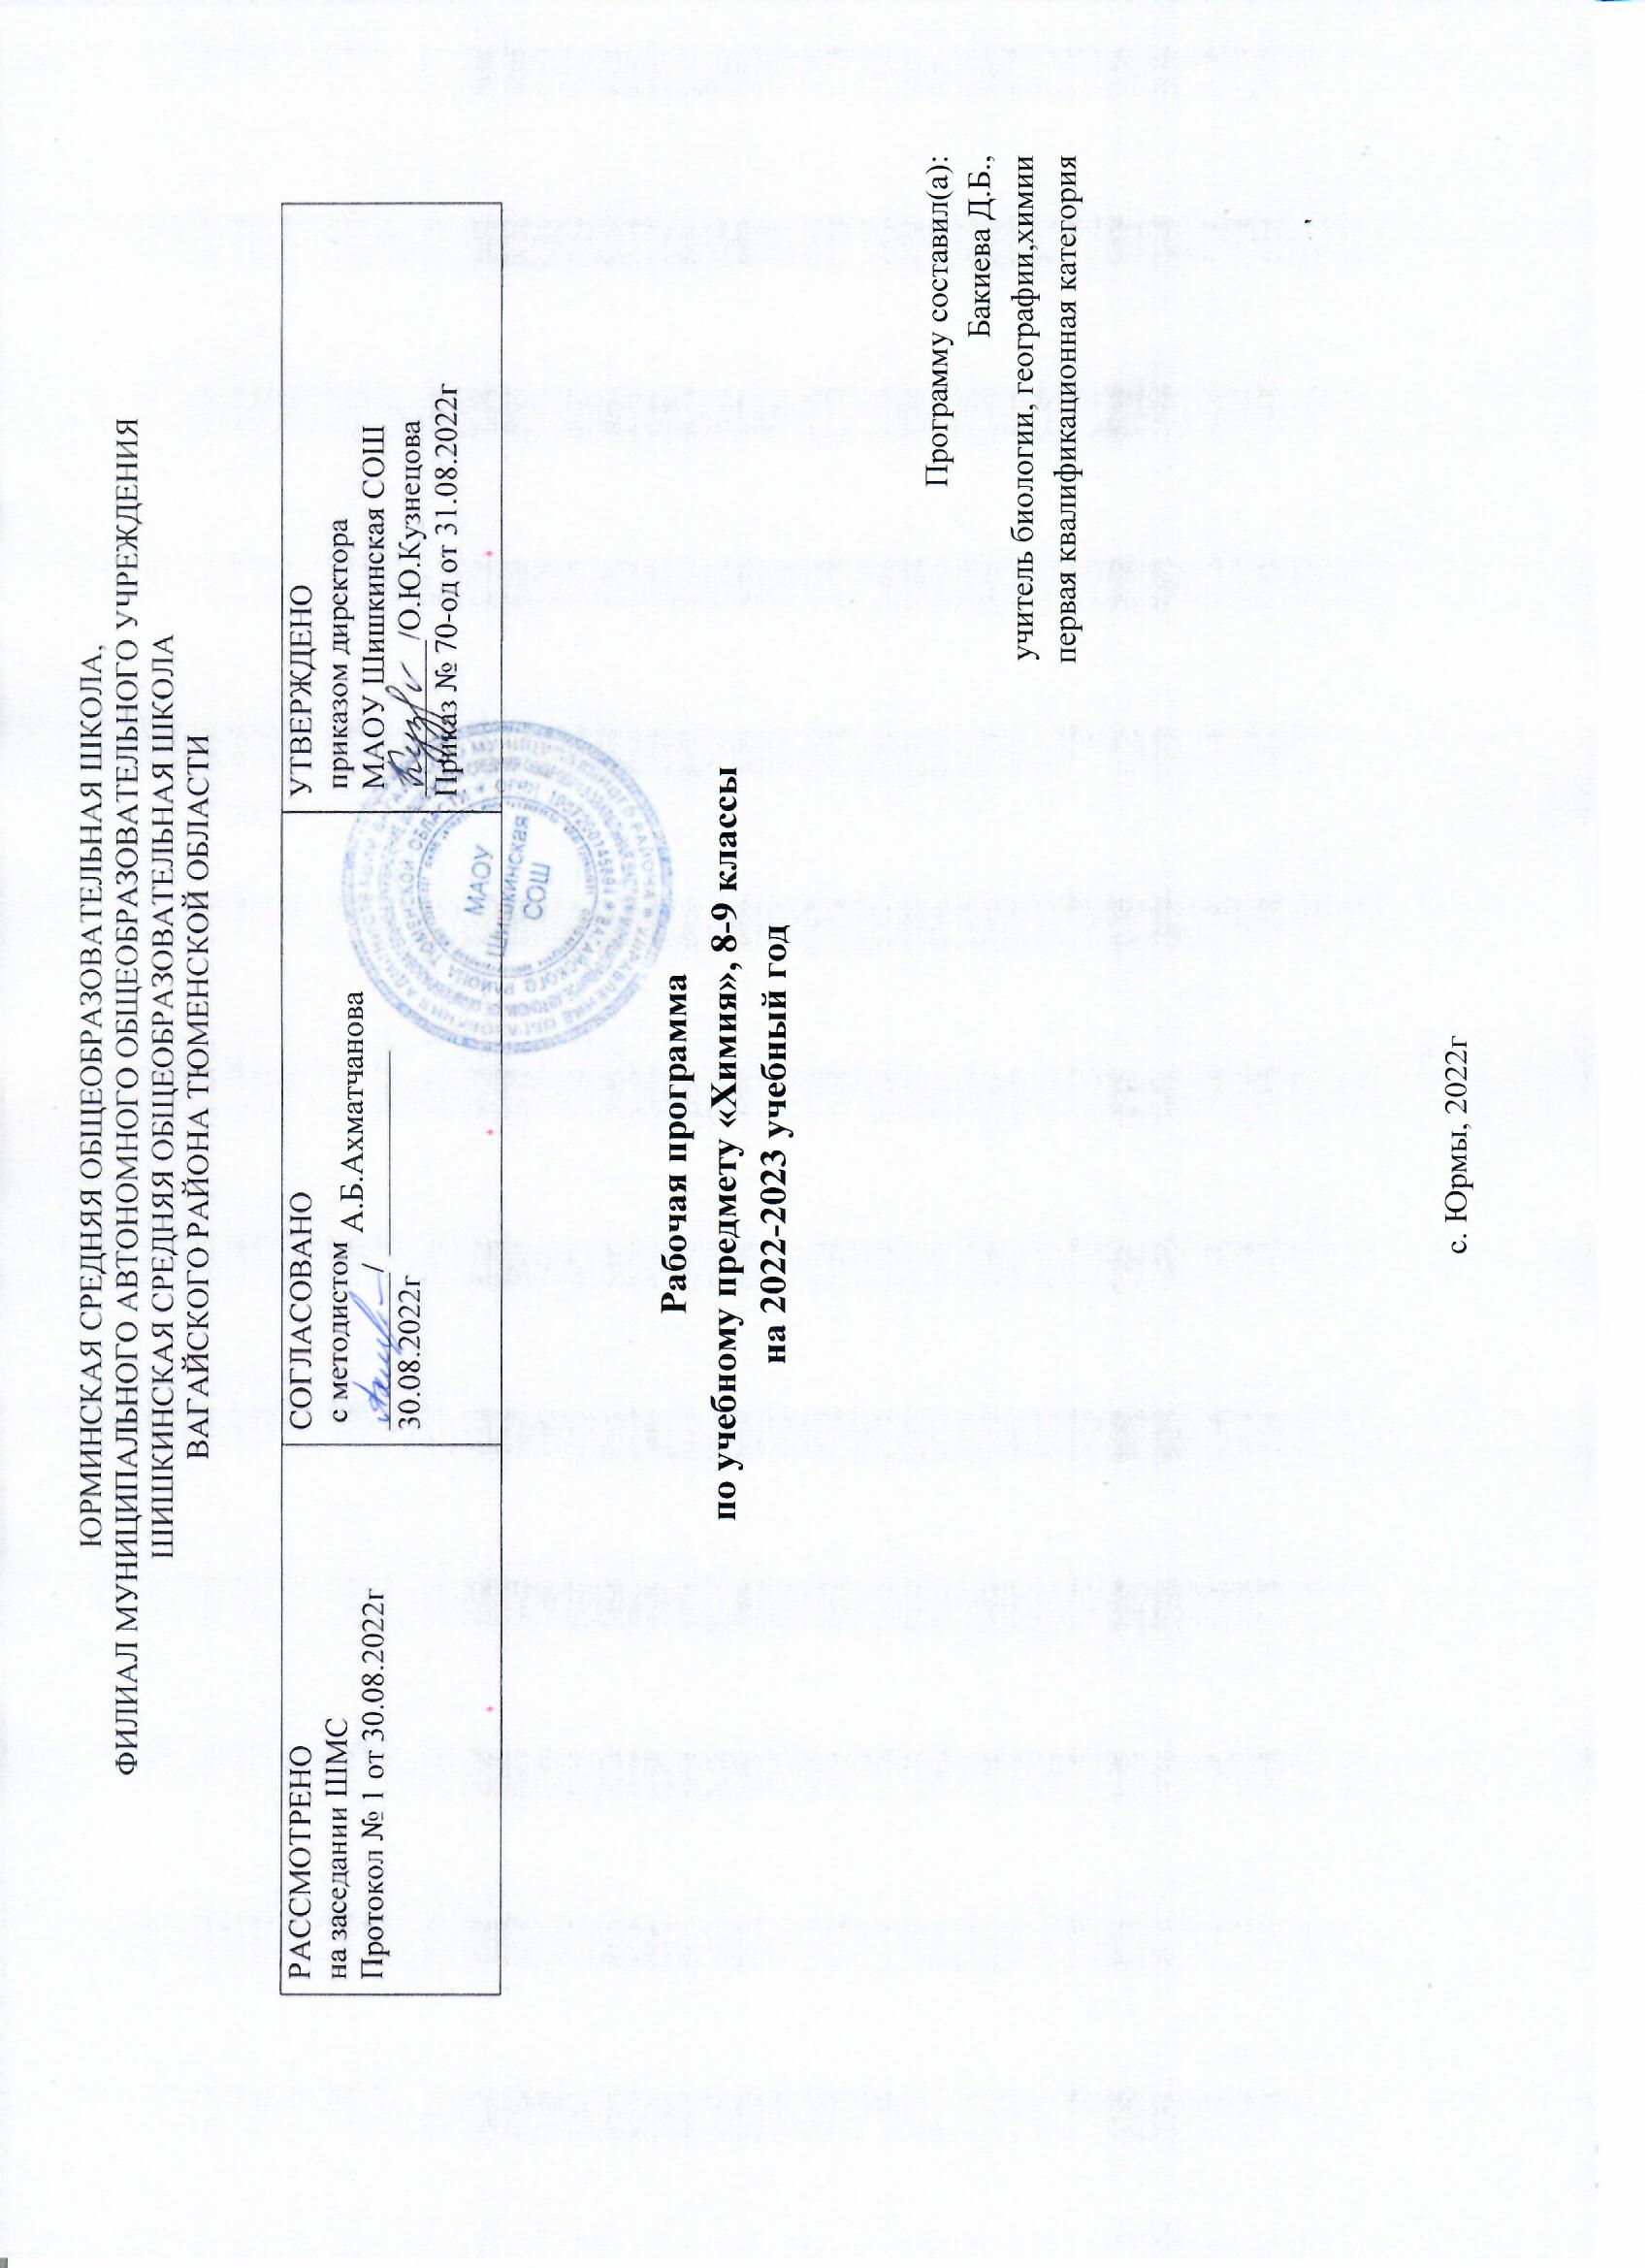 ЮРМИНСКАЯ СРЕДНЯЯ ОБЩЕОБРАЗОВАТЕЛЬНАЯ ШКОЛА,
ФИЛИАЛ МУНИЦИПАЛЬНОГО АВТОНОМНОГО ОБЩЕОБРАЗОВАТЕЛЬНОГО УЧРЕЖДЕНИЯ
ШИШКИНСКАЯ СРЕДНЯЯ ОБЩЕОБРАЗОВАТЕЛЬНАЯ ШКОЛА
ВАГАЙСКОГО РАЙОНА ТЮМЕНСКОЙ ОБЛАСТИ
РАССМОТРЕНО
на заседании ШМС
Протокол № 1 от 30.08.2022г
СОГЛАСОВАНО
с методистом А.Б.Ахматчанова
/
30.08.2022г
УТВЕРЖДЕНО
приказом директора
МАОУ Шишкинская СОШ
/О.Ю.Кузнецова
Приказ № 70-од от 31.08.2022г
МАОУ
ШИШКИНСКАЯ
СОШ
Рабочая программа
по учебному предмету «Химия», 8-9 классы
на 2022-2023 учебный год
Программу составил(а):
Бакиева Д.Б.,
учитель биологии, географии,химии
первая квалификационная категория
с. Юрмы, 2022г